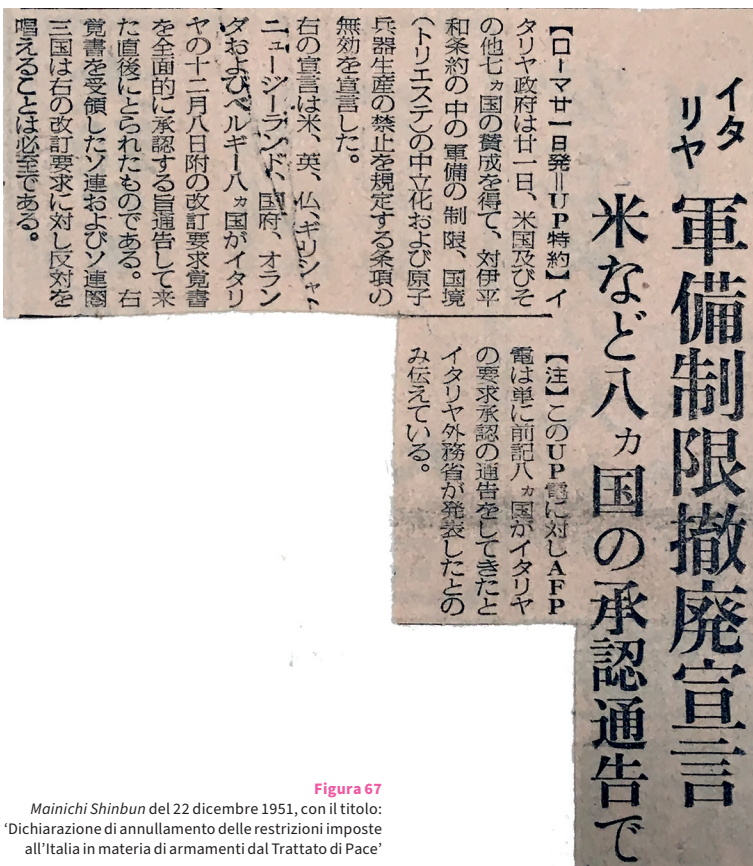 イタ
リヤ
軍備制限撤廃宣言
米など八ヵ国の承認通告で
【ローマ廿一日発=UP特約】イ
タリヤ政府は廿一日、米国及びそ
の他七ヵ国の賛成を得て、対伊平
和条約の中の軍備の制限、国境
(トリエステ)の中立化および原子
兵器生産の禁止を規定する条項の
無効を宣言した。
右の宣言は米、英、仏、ギリシャ、
ニュージーランド、国府、オラン
ダおよびベルギー八ヵ国がイタリ
ヤの十二月八日附の改訂要求覚書
を全面的に承認する旨通告して来
た直後にとられたものである。右
覚書を受領したソ連およびソ連圏
三国は右の改訂要求に対し反対を
唱えることは必至である。
【注】このUP電に対しAFP
電は単に前記八ヵ国がイタリヤ
の要求承認の通告をしてきたと
イタリヤ外務省が発表したとの
み伝えている。
Figura 67
Mainichi Shinbun del 22 dicembre 1951, con il titolo:
‘Dichiarazione di annullamento delle restrizioni imposte
all’Italia in materia di armamenti dal Trattato di Pace’